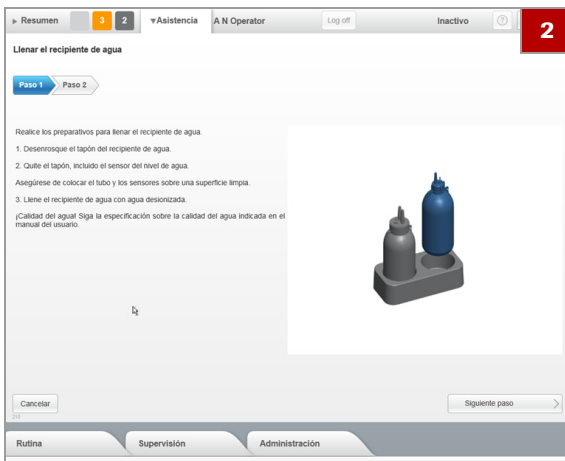 Resumen 3 2 Asistencia A N Operator Log off Inactivo ? 2
Llenar el recipiente de agua
Paso 1 Paso 2
Realice los preparativos para llenar el recipiente de agua.
1. Desenrosque el tapón del recipiente de agua.
2. Quite el tapón, incluido el sensor del nivel de agua.
Asegúrese de colocar el tubo y los sensores sobre una superficie limpia.
3. Llene el recipiente de agua con agua desionizada.
¡Calidad del agua! Siga la especificación sobre la calidad del agua indicada en el
manual del usuario.
Cancelar Siguiente paso
Rutina Supervisión Administración